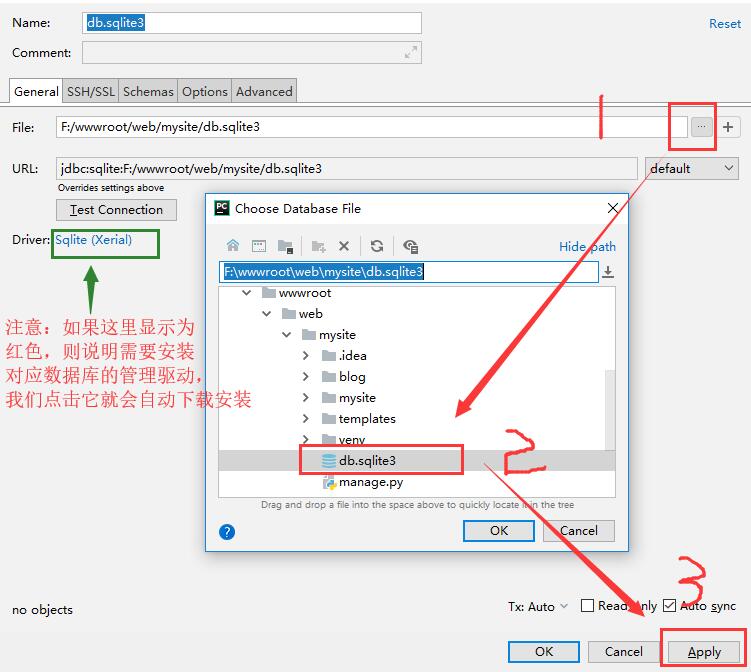 Name: db.sqlite3 Reset
Comment:
General SSH/SSL Schemas Options Advanced
1
File: F:/wwwroot/web/mysite/db.sqlite3 ... +
URL: jdbc:sqlite:F:/wwwroot/web/mysite/db.sqlite3 default
Overrides settings above
Test Connection
Driver: Sqlite (Xerial)
注意：如果这里显示为
红色，则说明需要安装
对应数据库的管理驱动，
我们点击它就会自动下载安装
PC Choose Database File
Hide path
F:\wwwroot\web\mysite\db.sqlite3
wwwroot
web
mysite
.idea
blog
mysite
templates
venv
db.sqlite3
manage.py
2
Drag and drop a file into the space above to quickly locate it in the tree
? OK Cancel
3
no objects Tx: Auto Read-only Auto sync
OK Cancel Apply